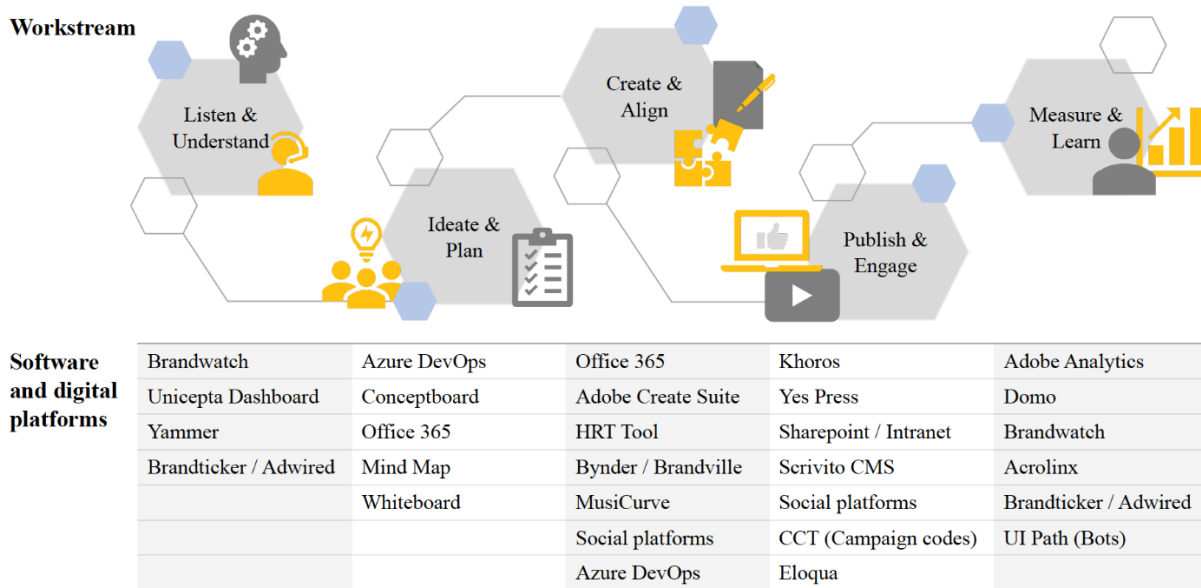 Workstream
Listen &
Understand
Ideate &
Plan
Create &
Align
Publish &
Engage
Measure &
Learn
Software
and digital
platforms
Brandwatch Azure DevOps Office 365 Khoros Adobe Analytics
Unicepta Dashboard Conceptboard Adobe Create Suite Yes Press Domo
Yammer Office 365 HRT Tool Sharepoint / Intranet Brandwatch
Brandticker / Adwired Mind Map Bynder / Brandville Scrivito CMS Acrolinx
Whiteboard MusiCurve Social platforms Brandticker / Adwired
Social platforms CCT (Campaign codes) UI Path (Bots)
Azure DevOps Eloqua